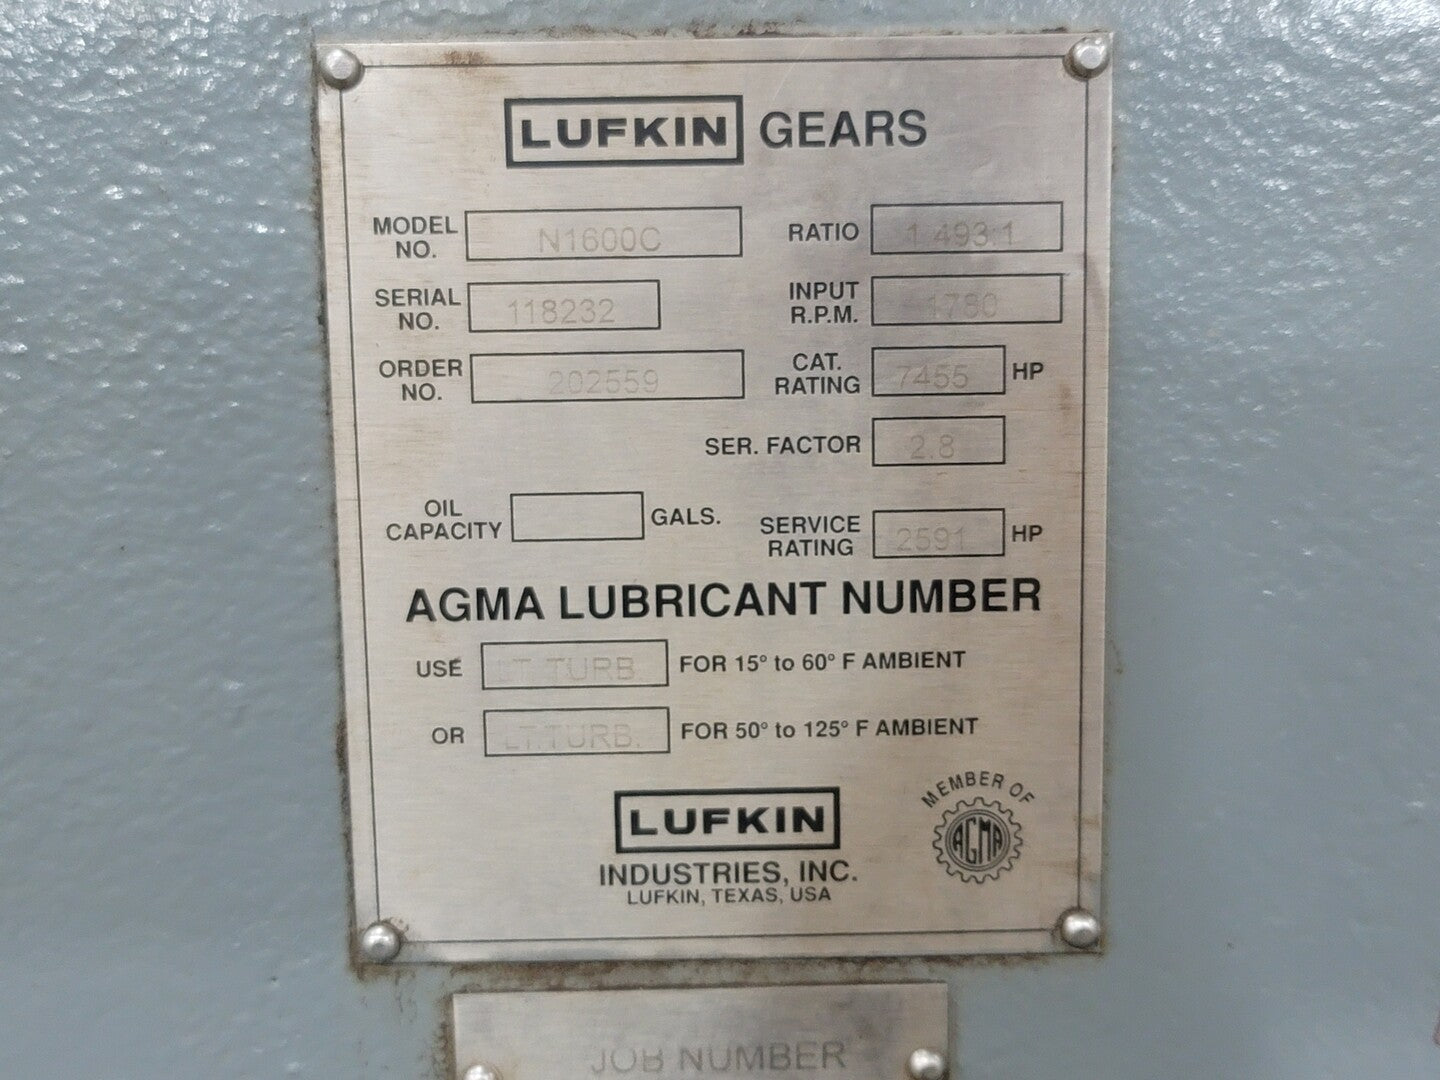 LUFKIN GEARS
MODEL NO. N1600C
RATIO 1.493:1
SERIAL NO. 118232
INPUT R.P.M. 1780
ORDER NO. 202559
CAT. RATING 7455 HP
SER. FACTOR 2.8
OIL CAPACITY GALS.
SERVICE RATING 2591 HP
AGMA LUBRICANT NUMBER
USE LT.TURB. FOR 15° to 60° F AMBIENT
OR LT.TURB. FOR 50° to 125° F AMBIENT
LUFKIN
INDUSTRIES, INC.
LUFKIN, TEXAS, USA
MEMBER OF
AGMA
JOB NUMBER